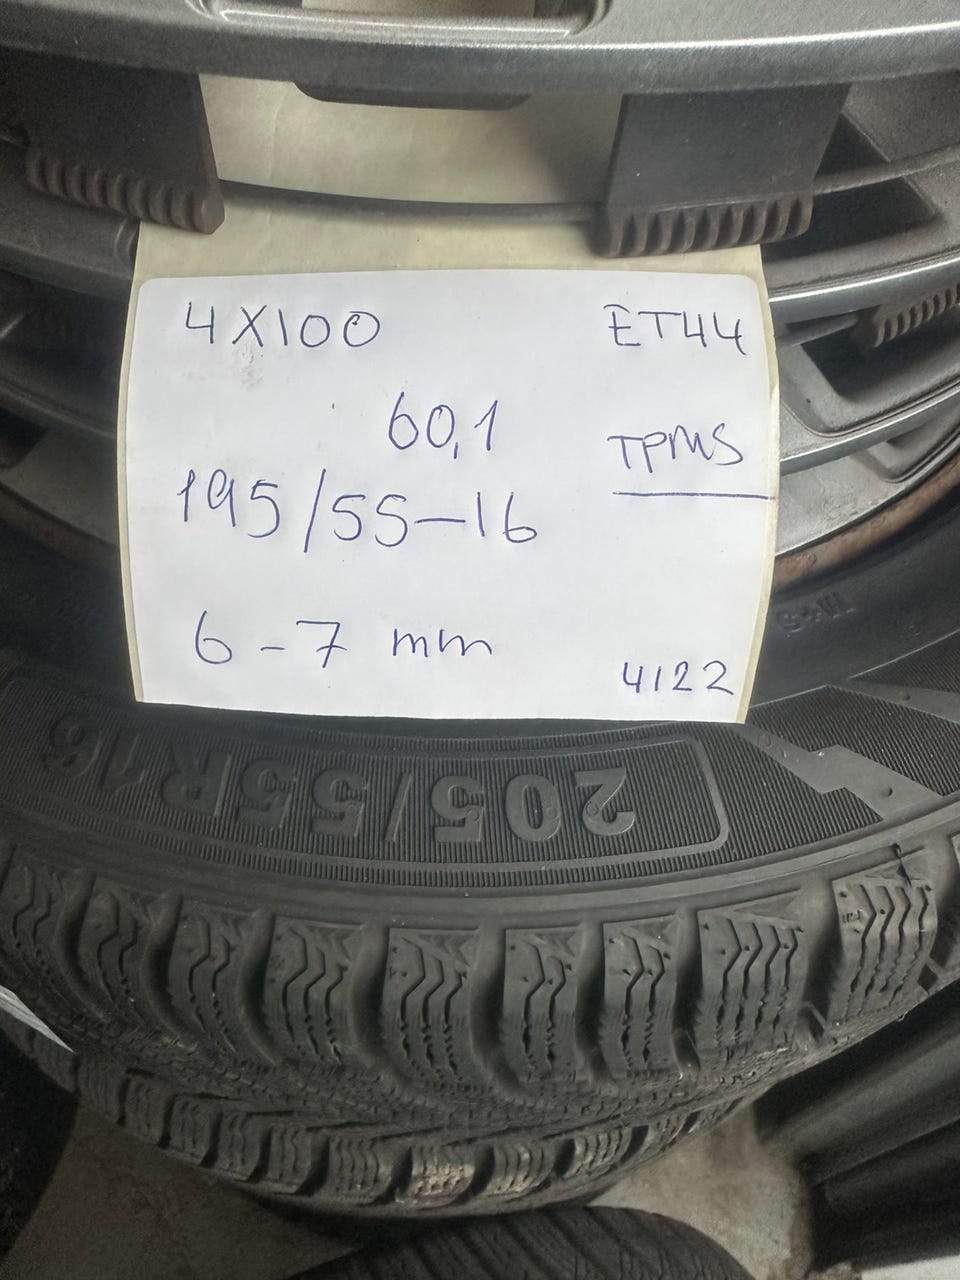 4X100 ET44
60,1 TPMS
195/55-16
6-7 mm
4122
M+S
205/55R16